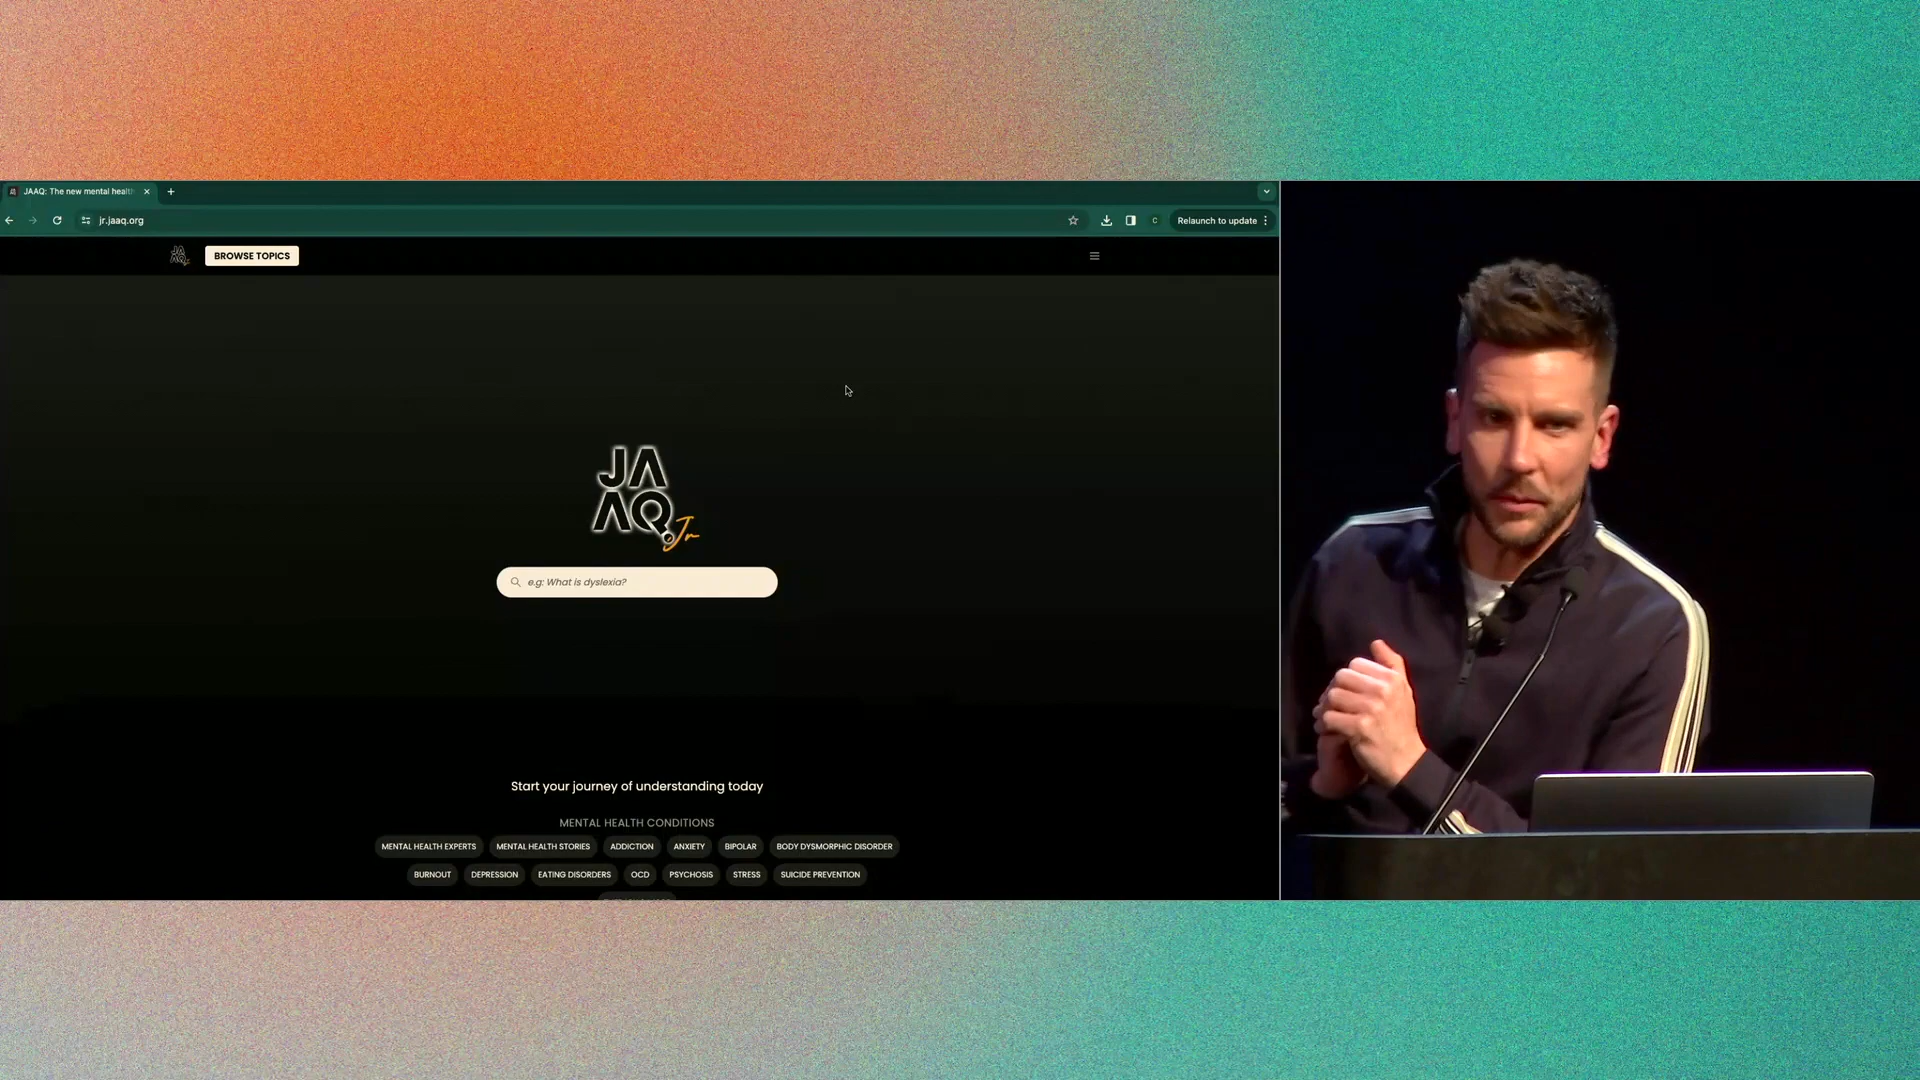 JAAQ: The new mental health
jr.jaaq.org
C
Relaunch to update
JA
AQ
BROWSE TOPICS
JA
AQ
Jr
e.g: What is dyslexia?
Start your journey of understanding today
MENTAL HEALTH CONDITIONS
MENTAL HEALTH EXPERTS MENTAL HEALTH STORIES ADDICTION ANXIETY BIPOLAR BODY DYSMORPHIC DISORDER
BURNOUT DEPRESSION EATING DISORDERS OCD PSYCHOSIS STRESS SUICIDE PREVENTION